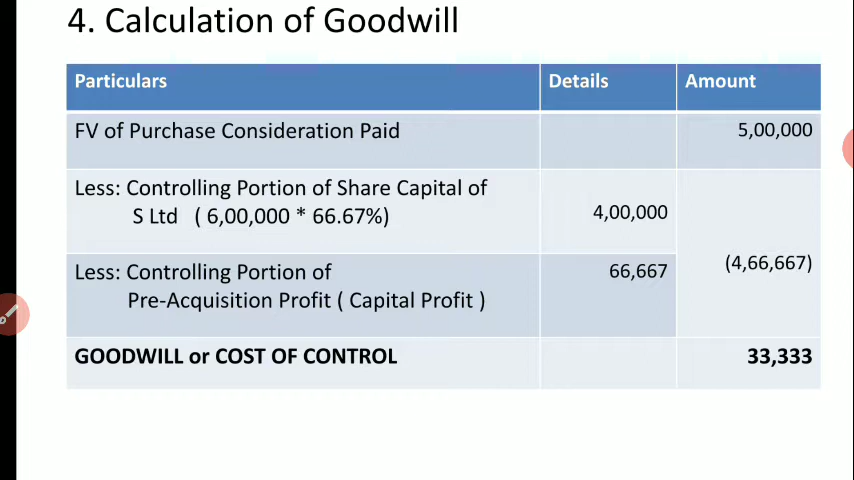 4. Calculation of Goodwill
Particulars Details Amount
FV of Purchase Consideration Paid 5,00,000
Less: Controlling Portion of Share Capital of
S Ltd ( 6,00,000 * 66.67%) 4,00,000
(4,66,667)
Less: Controlling Portion of 66,667
Pre-Acquisition Profit ( Capital Profit )
GOODWILL or COST OF CONTROL 33,333